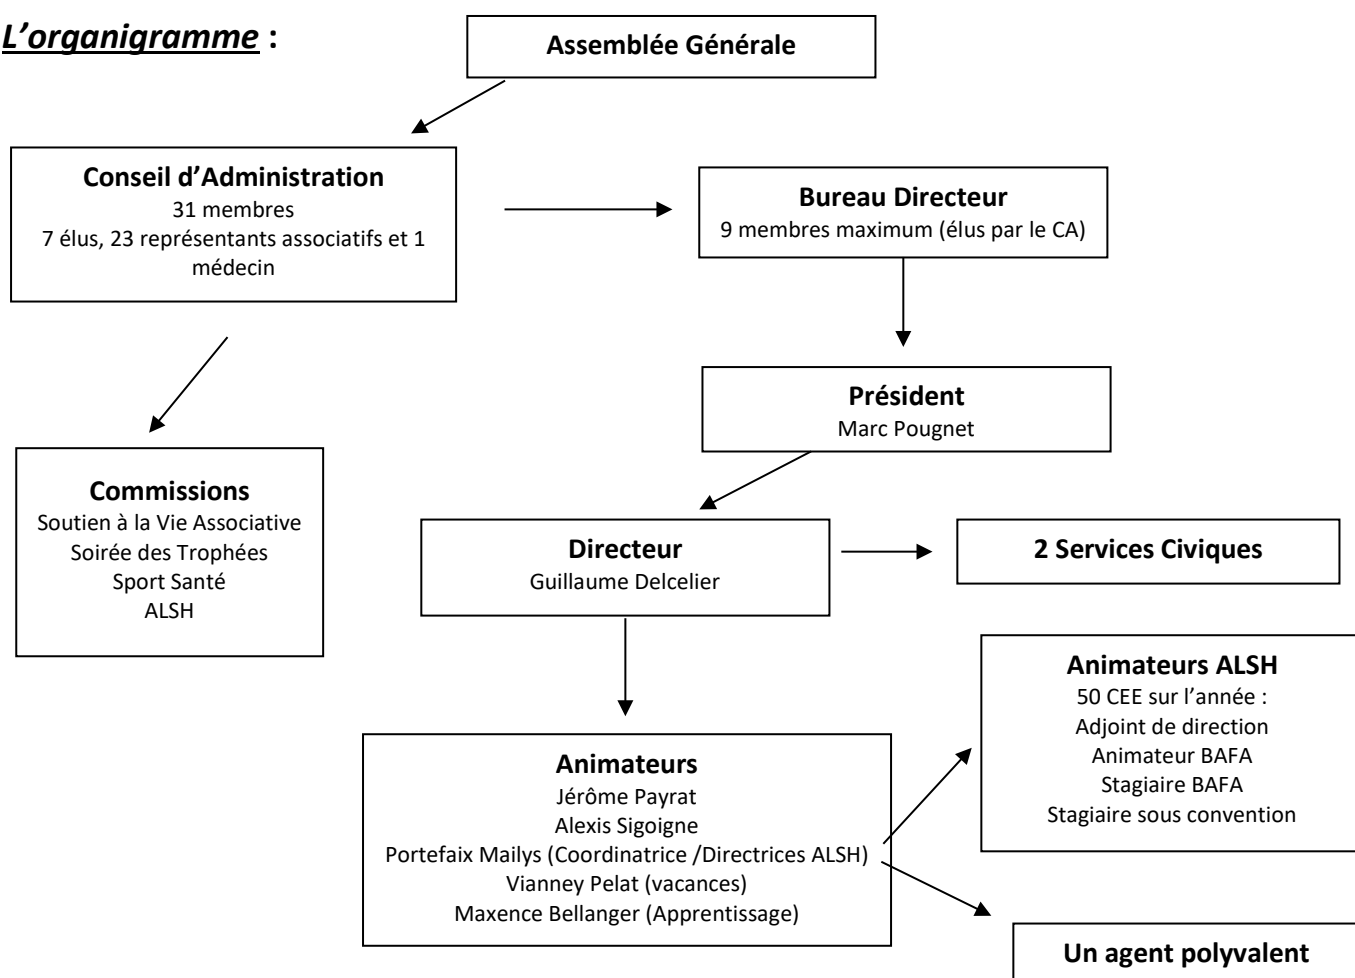 L'organigramme :
Assemblée Générale
Conseil d'Administration
31 membres
7 élus, 23 représentants associatifs et 1
médecin
Bureau Directeur
9 membres maximum (élus par le CA)
Président
Marc Pougnet
Commissions
Soutien à la Vie Associative
Soirée des Trophées
Sport Santé
ALSH
Directeur
Guillaume Delcelier
2 Services Civiques
Animateurs ALSH
50 CEE sur l'année :
Adjoint de direction
Animateur BAFA
Stagiaire BAFA
Stagiaire sous convention
Animateurs
Jérôme Payrat
Alexis Sigoigne
Portefaix Mailys (Coordinatrice /Directrices ALSH)
Vianney Pelat (vacances)
Maxence Bellanger (Apprentissage)
Un agent polyvalent